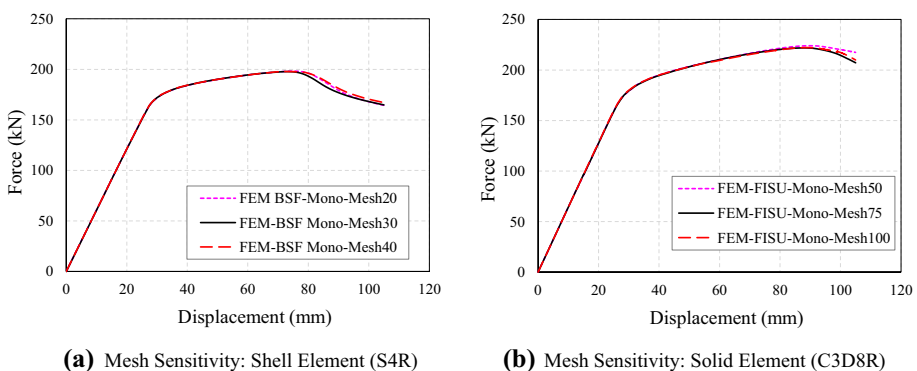 250
200
150
100
50
0
Force (kN)
FEM BSF-Mono-Mesh20
FEM-BSF Mono-Mesh30
FEM-BSF Mono-Mesh40
0 20 40 60 80 100 120
Displacement (mm)
(a) Mesh Sensitivity: Shell Element (S4R)
250
200
150
100
50
0
Force (kN)
FEM-FISU-Mono-Mesh50
FEM-FISU-Mono-Mesh75
FEM-FISU-Mono-Mesh100
0 20 40 60 80 100 120
Displacement (mm)
(b) Mesh Sensitivity: Solid Element (C3D8R)